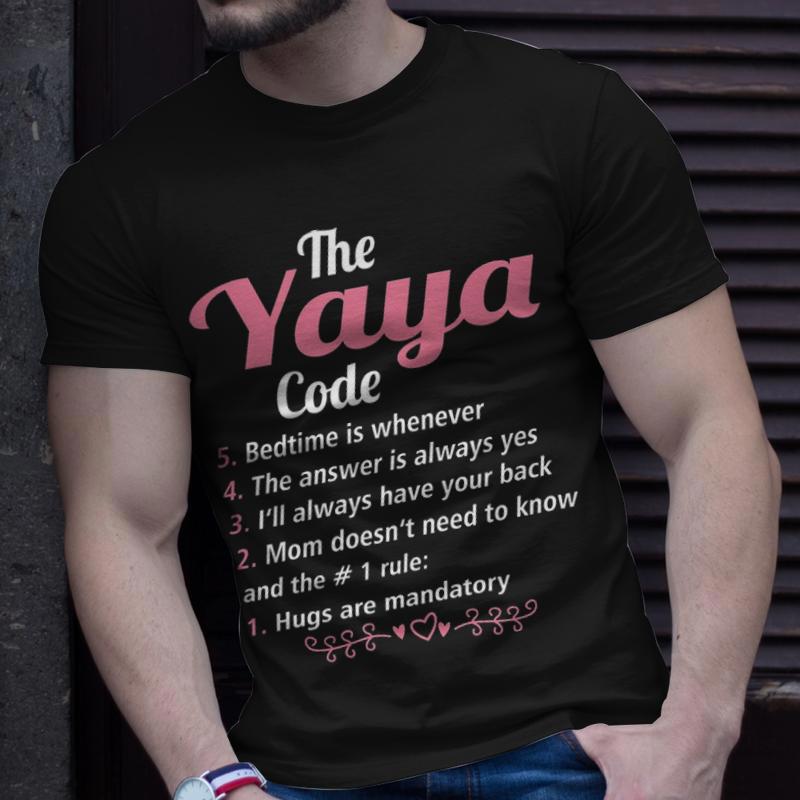 The
Yaya
Code
5. Bedtime is whenever
4. The answer is always yes
3. I'll always have your back
2. Mom doesn't need to know
and the # 1 rule:
1. Hugs are mandatory